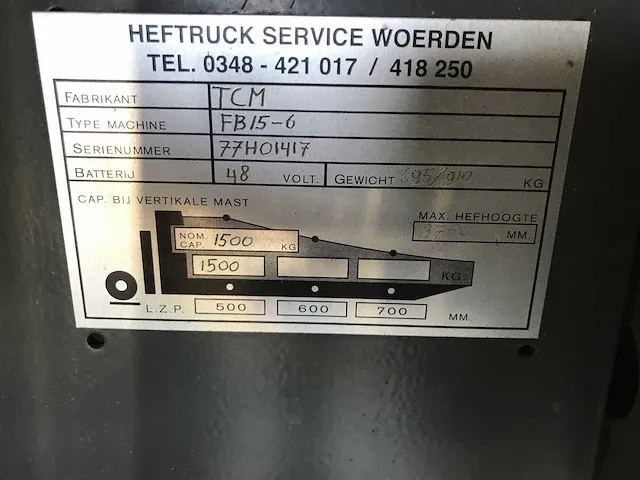 HEFTRUCK SERVICE WOERDEN
TEL. 0348 - 421 017 / 418 250
FABRIKANT TCM
TYPE MACHINE FB15-6
SERIENUMMER 77H01417
BATTERIJ 48 VOLT. GEWICHT KG
CAP. BIJ VERTIKALE MAST
MAX. HEFHOOGTE
MM.
NOM. CAP. 1500 KG
1500 KG.
L.Z.P. 500 600 700 MM.